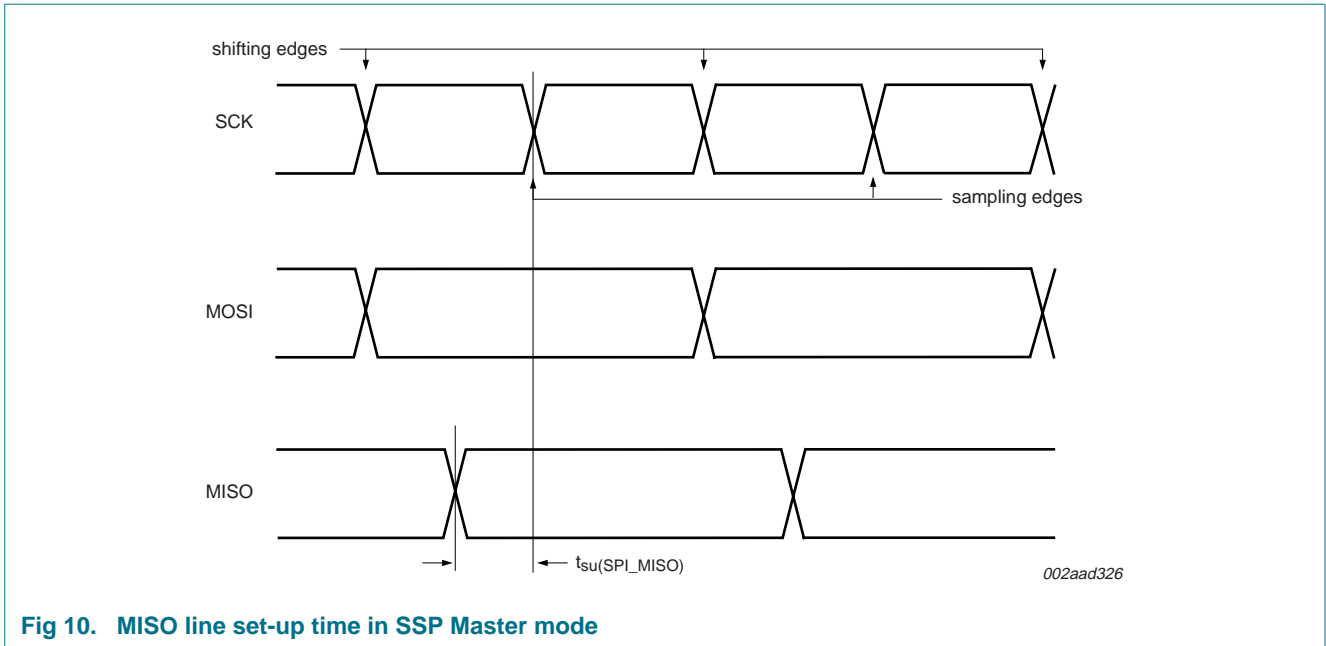 shifting edges
SCK
sampling edges
MOSI
MISO
tsu(SPI_MISO)
002aad326
Fig 10. MISO line set-up time in SSP Master mode